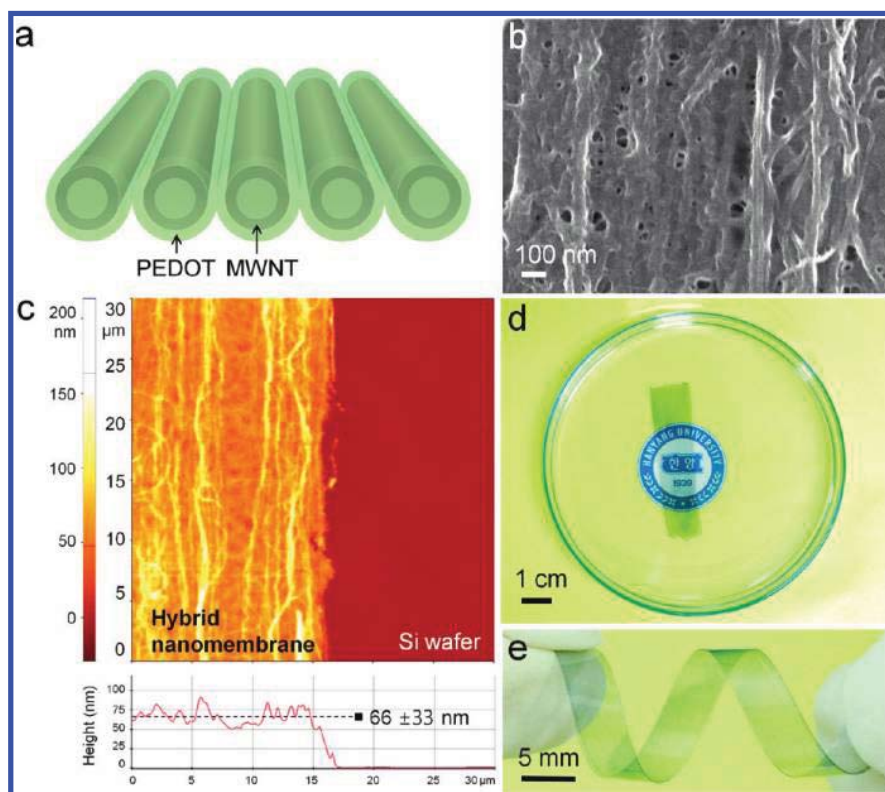 a
PEDOT MWNT
b
100 nm
c
200
nm
150
100
50
0
30
μm
25
20
15
10
5
0
Hybrid
nanomembrane
Si wafer
Height (nm)
100
75
50
25
0
66 ±33 nm
0 5 10 15 20 25 30 μm
d
HANYANG UNIVERSITY
한양
1939
1 cm
e
5 mm